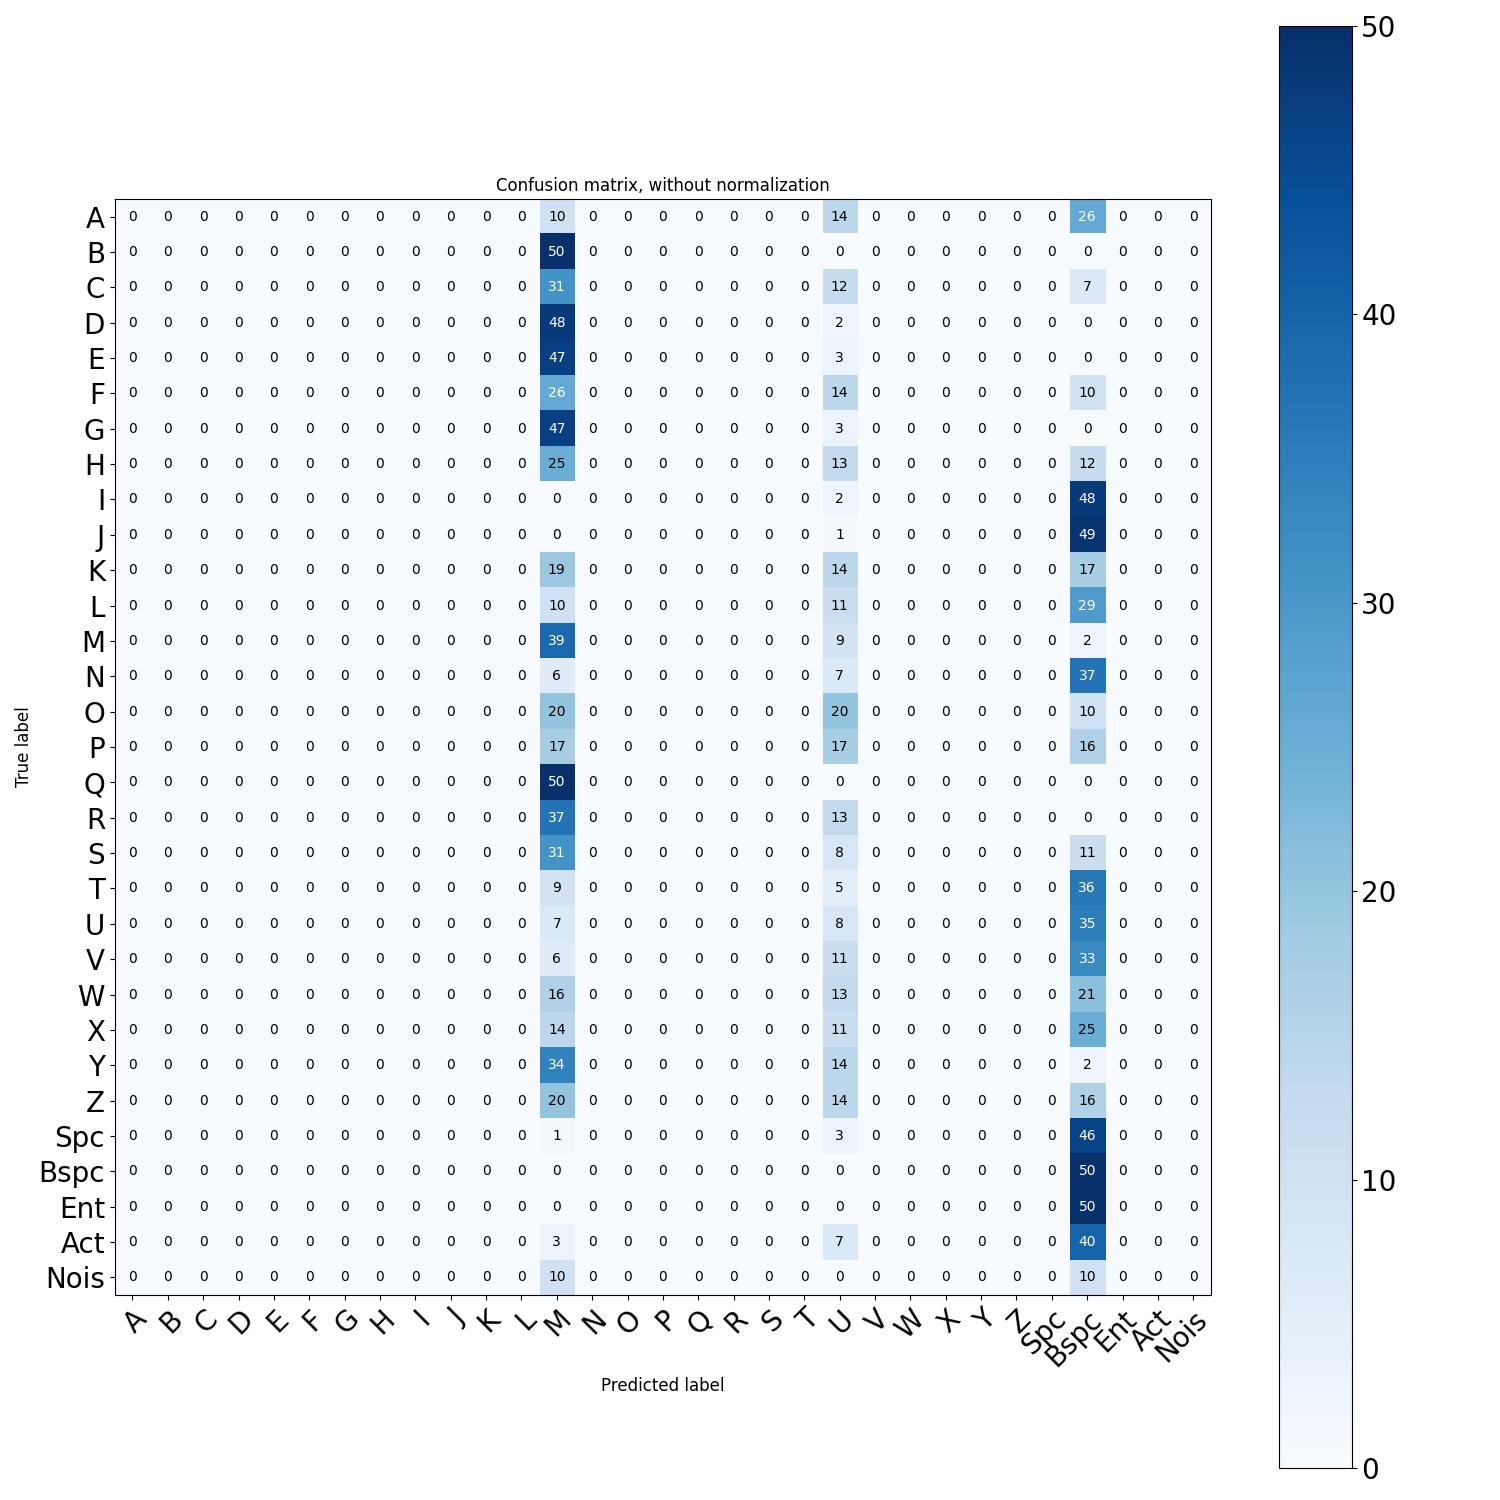 Confusion matrix, without normalization
A 0 0 0 0 0 0 0 0 0 0 0 0 10 0 0 0 0 0 0 0 14 0 0 0 0 0 0 26 0 0 0
B 0 0 0 0 0 0 0 0 0 0 0 0 50 0 0 0 0 0 0 0 0 0 0 0 0 0 0 0 0 0 0
C 0 0 0 0 0 0 0 0 0 0 0 0 31 0 0 0 0 0 0 0 12 0 0 0 0 0 0 7 0 0 0
D 0 0 0 0 0 0 0 0 0 0 0 0 48 0 0 0 0 0 0 0 2 0 0 0 0 0 0 0 0 0 0
E 0 0 0 0 0 0 0 0 0 0 0 0 47 0 0 0 0 0 0 0 3 0 0 0 0 0 0 0 0 0 0
F 0 0 0 0 0 0 0 0 0 0 0 0 26 0 0 0 0 0 0 0 14 0 0 0 0 0 0 10 0 0 0
G 0 0 0 0 0 0 0 0 0 0 0 0 47 0 0 0 0 0 0 0 3 0 0 0 0 0 0 0 0 0 0
H 0 0 0 0 0 0 0 0 0 0 0 0 25 0 0 0 0 0 0 0 13 0 0 0 0 0 0 12 0 0 0
I 0 0 0 0 0 0 0 0 0 0 0 0 0 0 0 0 0 0 0 0 2 0 0 0 0 0 0 48 0 0 0
J 0 0 0 0 0 0 0 0 0 0 0 0 0 0 0 0 0 0 0 0 1 0 0 0 0 0 0 49 0 0 0
K 0 0 0 0 0 0 0 0 0 0 0 0 19 0 0 0 0 0 0 0 14 0 0 0 0 0 0 17 0 0 0
L 0 0 0 0 0 0 0 0 0 0 0 0 10 0 0 0 0 0 0 0 11 0 0 0 0 0 0 29 0 0 0
M 0 0 0 0 0 0 0 0 0 0 0 0 39 0 0 0 0 0 0 0 9 0 0 0 0 0 0 2 0 0 0
N 0 0 0 0 0 0 0 0 0 0 0 0 6 0 0 0 0 0 0 0 7 0 0 0 0 0 0 37 0 0 0
O 0 0 0 0 0 0 0 0 0 0 0 0 20 0 0 0 0 0 0 0 20 0 0 0 0 0 0 10 0 0 0
P 0 0 0 0 0 0 0 0 0 0 0 0 17 0 0 0 0 0 0 0 17 0 0 0 0 0 0 16 0 0 0
Q 0 0 0 0 0 0 0 0 0 0 0 0 50 0 0 0 0 0 0 0 0 0 0 0 0 0 0 0 0 0 0
R 0 0 0 0 0 0 0 0 0 0 0 0 37 0 0 0 0 0 0 0 13 0 0 0 0 0 0 0 0 0 0
S 0 0 0 0 0 0 0 0 0 0 0 0 31 0 0 0 0 0 0 0 8 0 0 0 0 0 0 11 0 0 0
T 0 0 0 0 0 0 0 0 0 0 0 0 9 0 0 0 0 0 0 0 5 0 0 0 0 0 0 36 0 0 0
U 0 0 0 0 0 0 0 0 0 0 0 0 7 0 0 0 0 0 0 0 8 0 0 0 0 0 0 35 0 0 0
V 0 0 0 0 0 0 0 0 0 0 0 0 6 0 0 0 0 0 0 0 11 0 0 0 0 0 0 33 0 0 0
W 0 0 0 0 0 0 0 0 0 0 0 0 16 0 0 0 0 0 0 0 13 0 0 0 0 0 0 21 0 0 0
X 0 0 0 0 0 0 0 0 0 0 0 0 14 0 0 0 0 0 0 0 11 0 0 0 0 0 0 25 0 0 0
Y 0 0 0 0 0 0 0 0 0 0 0 0 34 0 0 0 0 0 0 0 14 0 0 0 0 0 0 2 0 0 0
Z 0 0 0 0 0 0 0 0 0 0 0 0 20 0 0 0 0 0 0 0 14 0 0 0 0 0 0 16 0 0 0
Spc 0 0 0 0 0 0 0 0 0 0 0 0 1 0 0 0 0 0 0 0 3 0 0 0 0 0 0 46 0 0 0
Bspc 0 0 0 0 0 0 0 0 0 0 0 0 0 0 0 0 0 0 0 0 0 0 0 0 0 0 0 50 0 0 0
Ent 0 0 0 0 0 0 0 0 0 0 0 0 0 0 0 0 0 0 0 0 0 0 0 0 0 0 0 50 0 0 0
Act 0 0 0 0 0 0 0 0 0 0 0 0 3 0 0 0 0 0 0 0 7 0 0 0 0 0 0 40 0 0 0
Nois 0 0 0 0 0 0 0 0 0 0 0 0 10 0 0 0 0 0 0 0 0 0 0 0 0 0 0 10 0 0 0
A B C D E F G H I J K L M N O P Q R S T U V W X Y Z Spc Bspc Ent Act Nois
Predicted label
True label
50
40
30
20
10
0